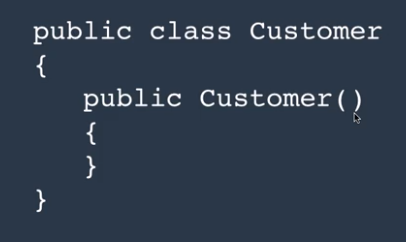 public class Customer
{
public Customer()
{
}
}